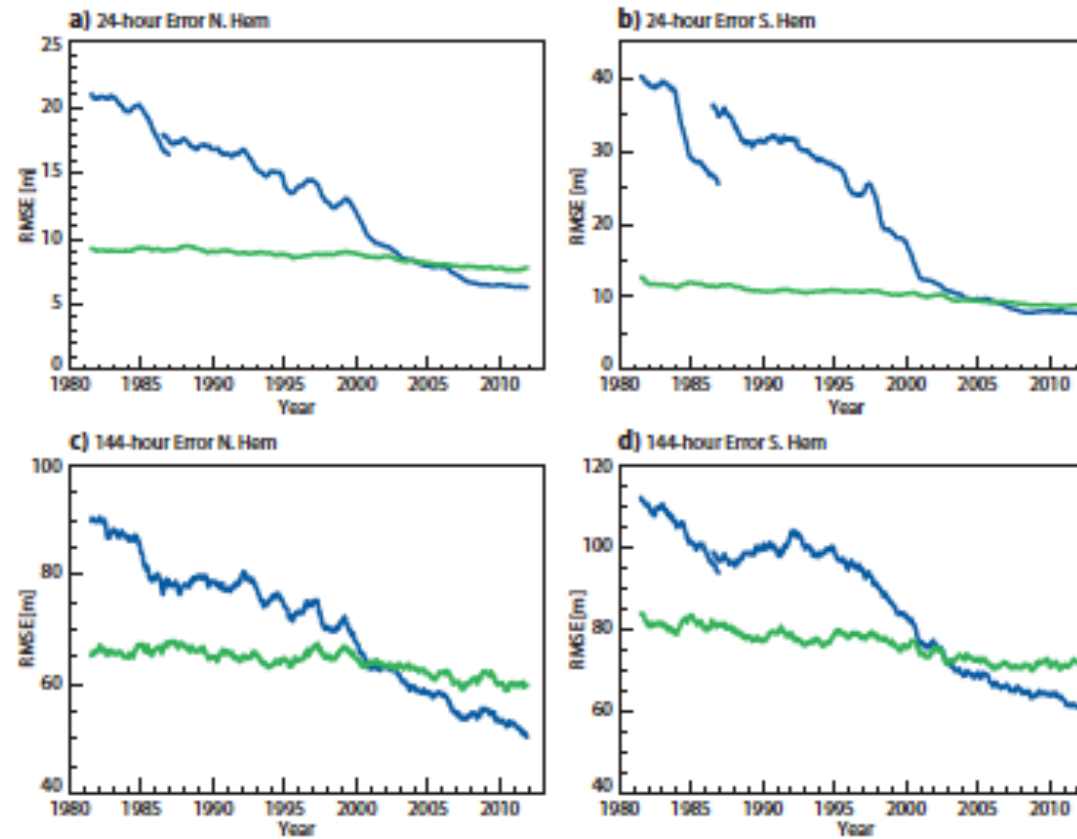 a) 24-hour Error N. Hem
25
20
15
10
5
0
RMSE [m]
1980 1985 1990 1995 2000 2005 2010
Year
b) 24-hour Error S. Hem
40
30
20
10
0
RMSE [m]
1980 1985 1990 1995 2000 2005 2010
Year
c) 144-hour Error N. Hem
100
80
60
40
RMSE [m]
1980 1985 1990 1995 2000 2005 2010
Year
d) 144-hour Error S. Hem
120
100
80
60
40
RMSE [m]
1980 1985 1990 1995 2000 2005 2010
Year